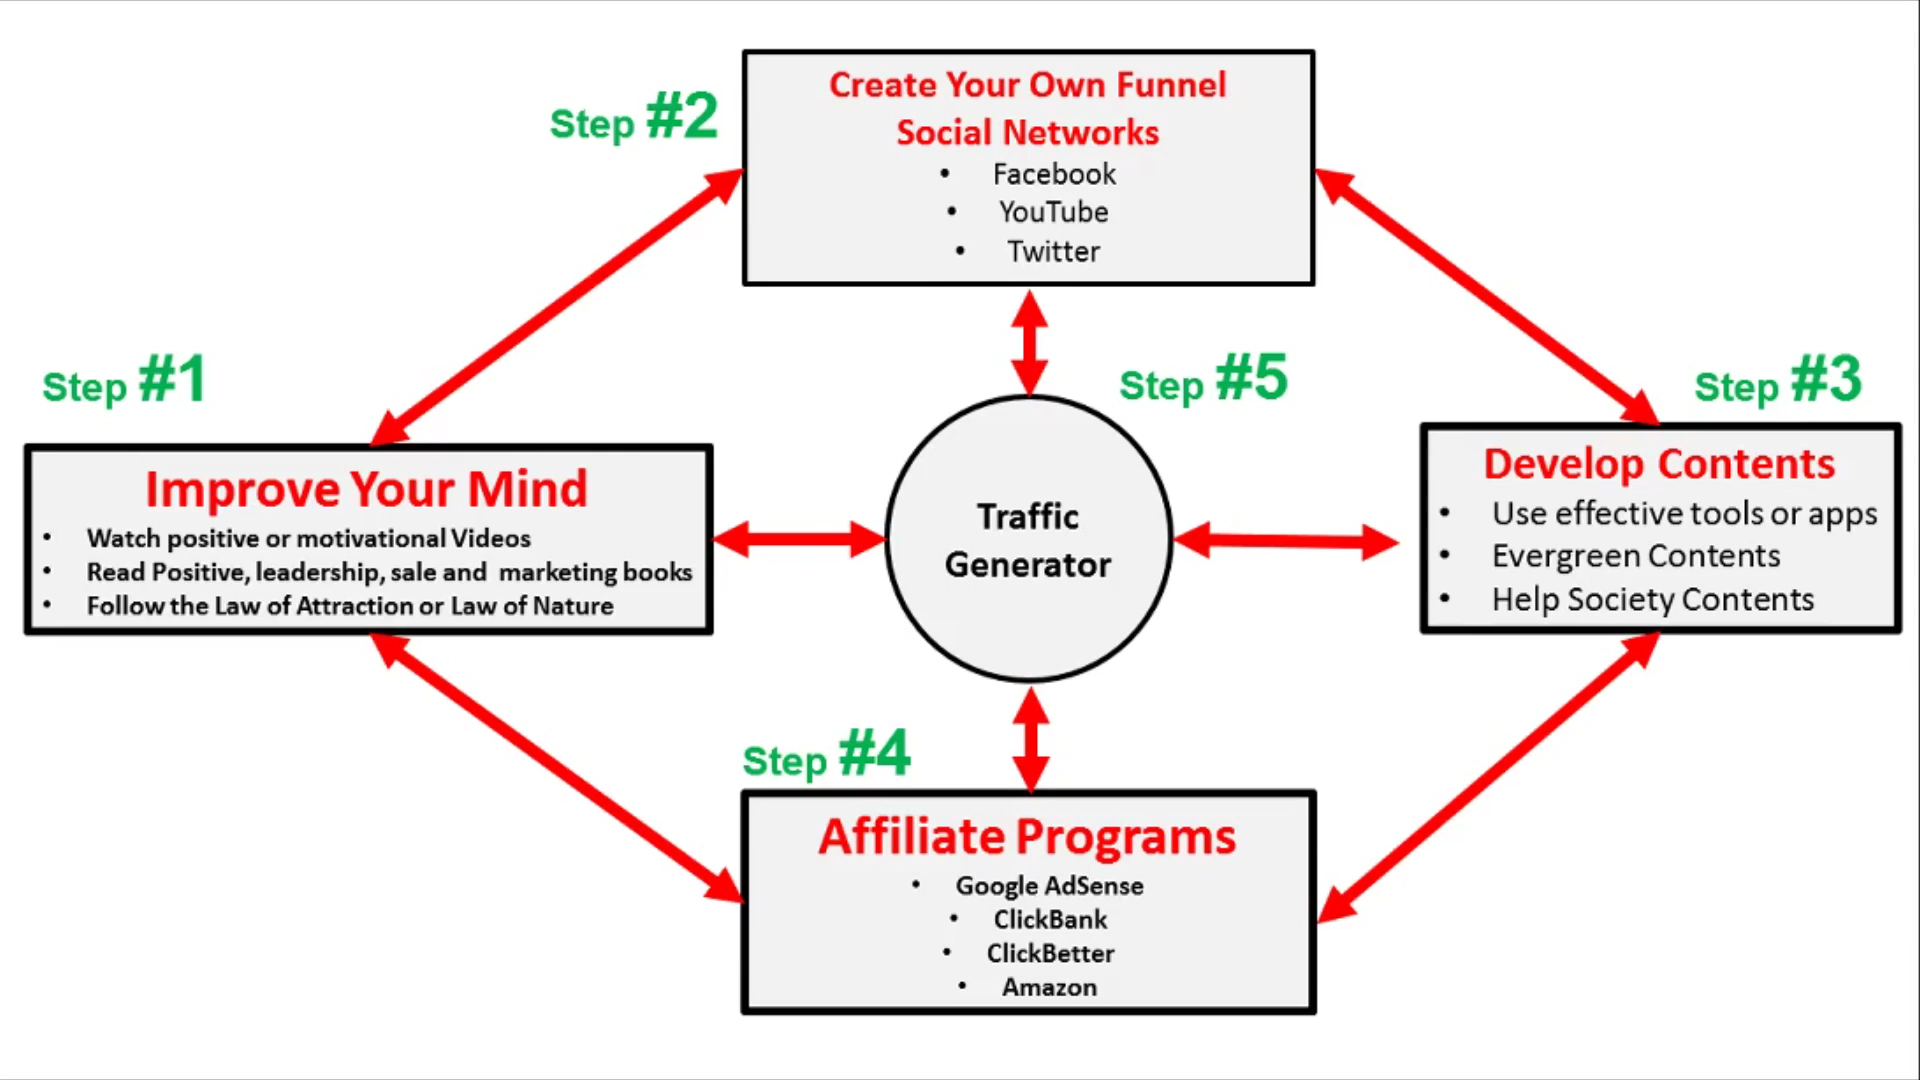 Step #2
Create Your Own Funnel
Social Networks
• Facebook
• YouTube
• Twitter
Step #1
Improve Your Mind
• Watch positive or motivational Videos
• Read Positive, leadership, sale and marketing books
• Follow the Law of Attraction or Law of Nature
Step #5
Traffic
Generator
Step #3
Develop Contents
• Use effective tools or apps
• Evergreen Contents
• Help Society Contents
Step #4
Affiliate Programs
• Google AdSense
• ClickBank
• ClickBetter
• Amazon